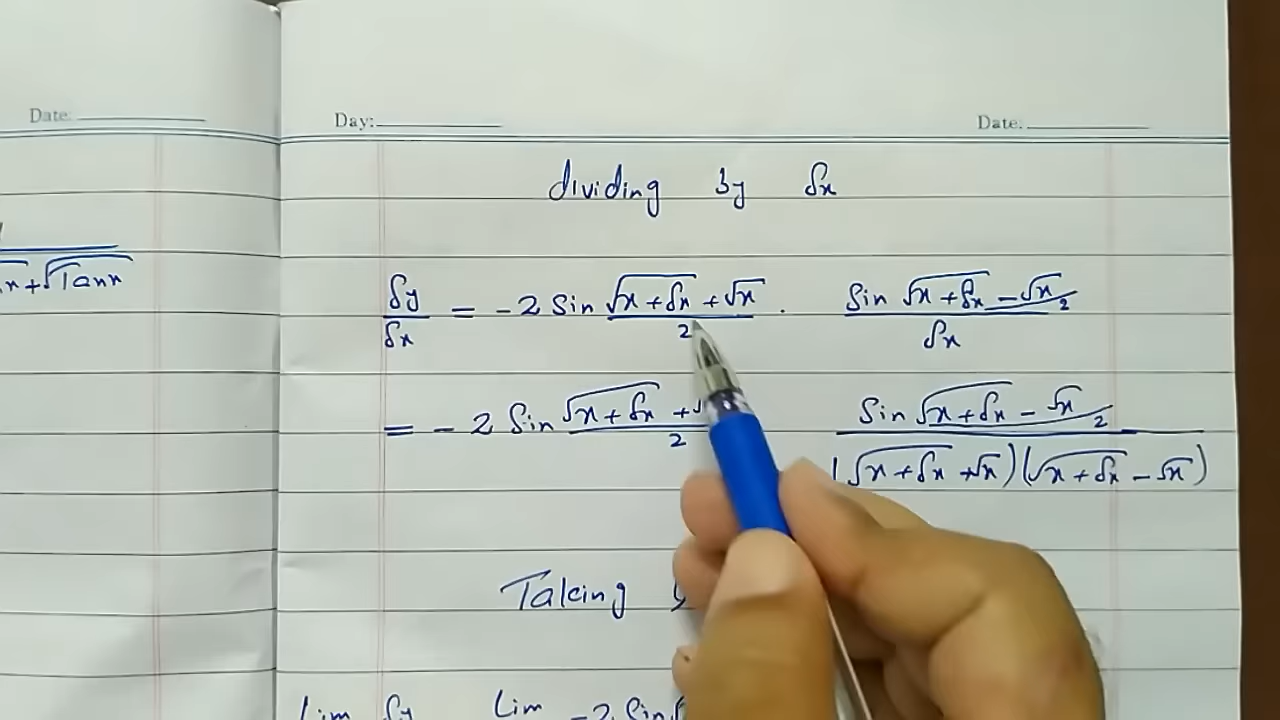 Date:
Day:
Date.
dividing by δx
x+√Tanx
δy/δx = -2 Sin (√(x+δx) + √x)/2 . (Sin (√(x+δx) - √x)/2)/δx
= -2 Sin (√(x+δx) + √)/2 (Sin (√(x+δx) - √x)/2)/((√(x+δx) + √x)(√(x+δx) - √x))
Taking
Lim δy Lim -2 Sin